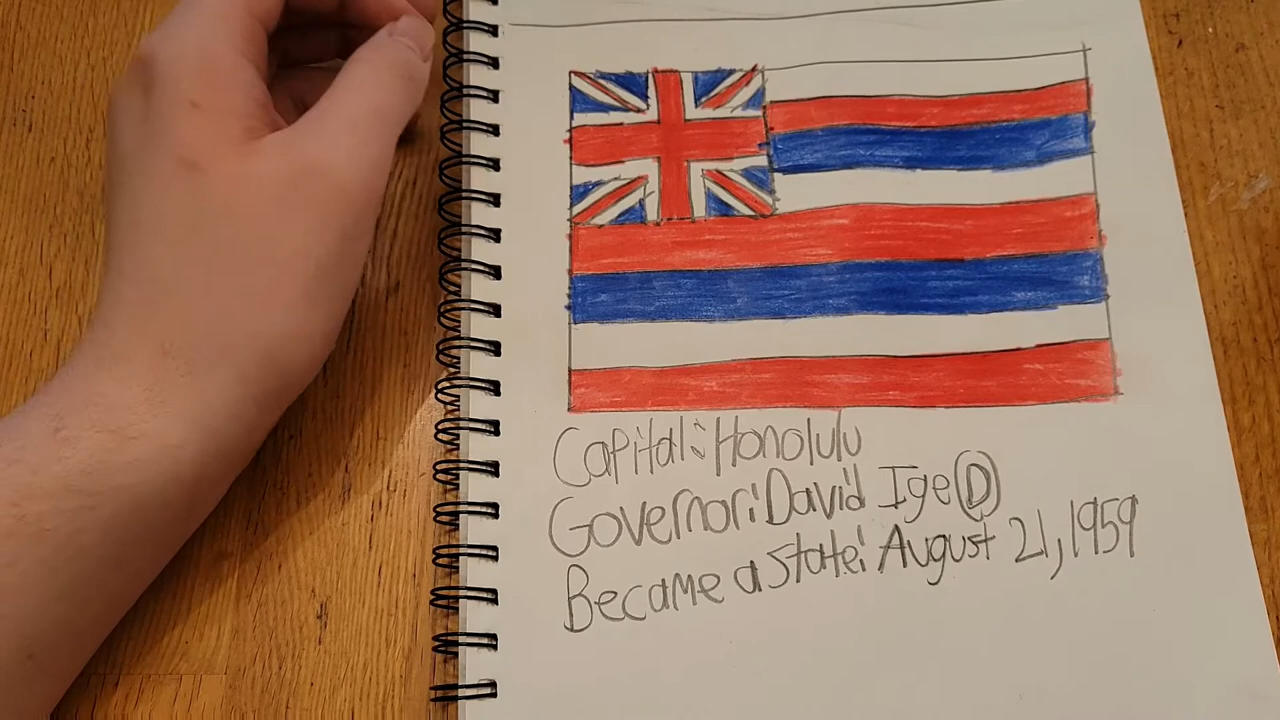 Capital: Honolulu
Governor: David Ige (D)
Became a state: August 21, 1959